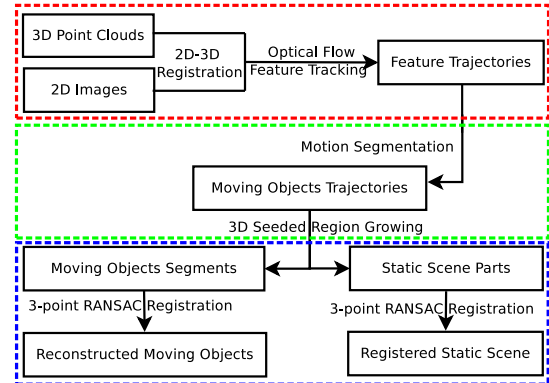 3D Point Clouds
2D-3D
Registration
2D Images
Optical Flow
Feature Tracking
Feature Trajectories
Motion Segmentation
Moving Objects Trajectories
3D Seeded Region Growing
Moving Objects Segments
Static Scene Parts
3-point RANSAC Registration
3-point RANSAC Registration
Reconstructed Moving Objects
Registered Static Scene